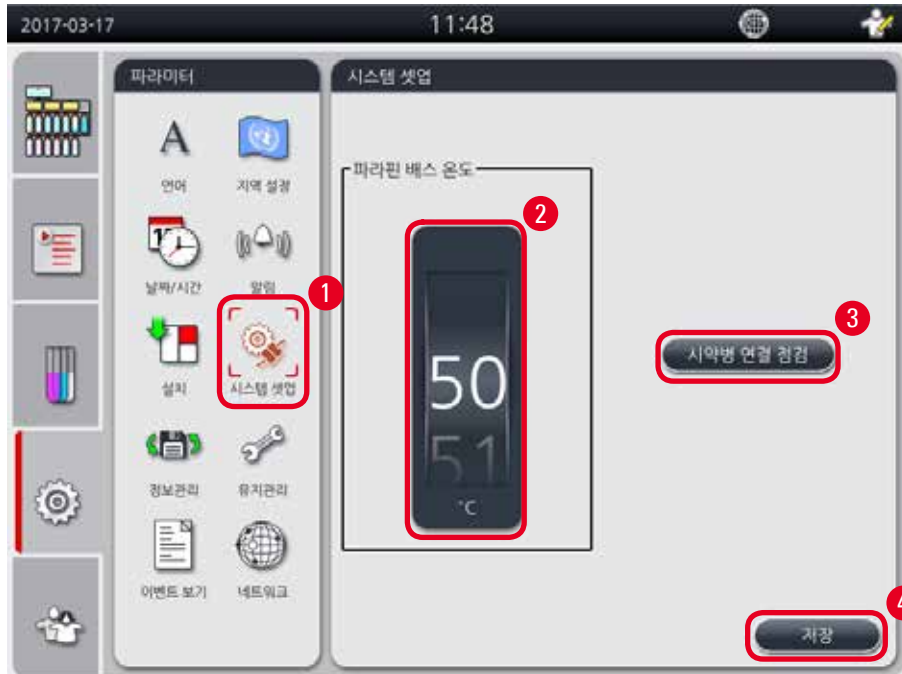 2017-03-17 11:48
파라미터
언어
지역 설정
날짜/시간
알림
설치
시스템 셋업
정보관리
유지관리
이벤트 보기
네트워크
시스템 셋업
파라핀 배스 온도
50
51
°C
시약병 연결 점검
저장
1
2
3
4